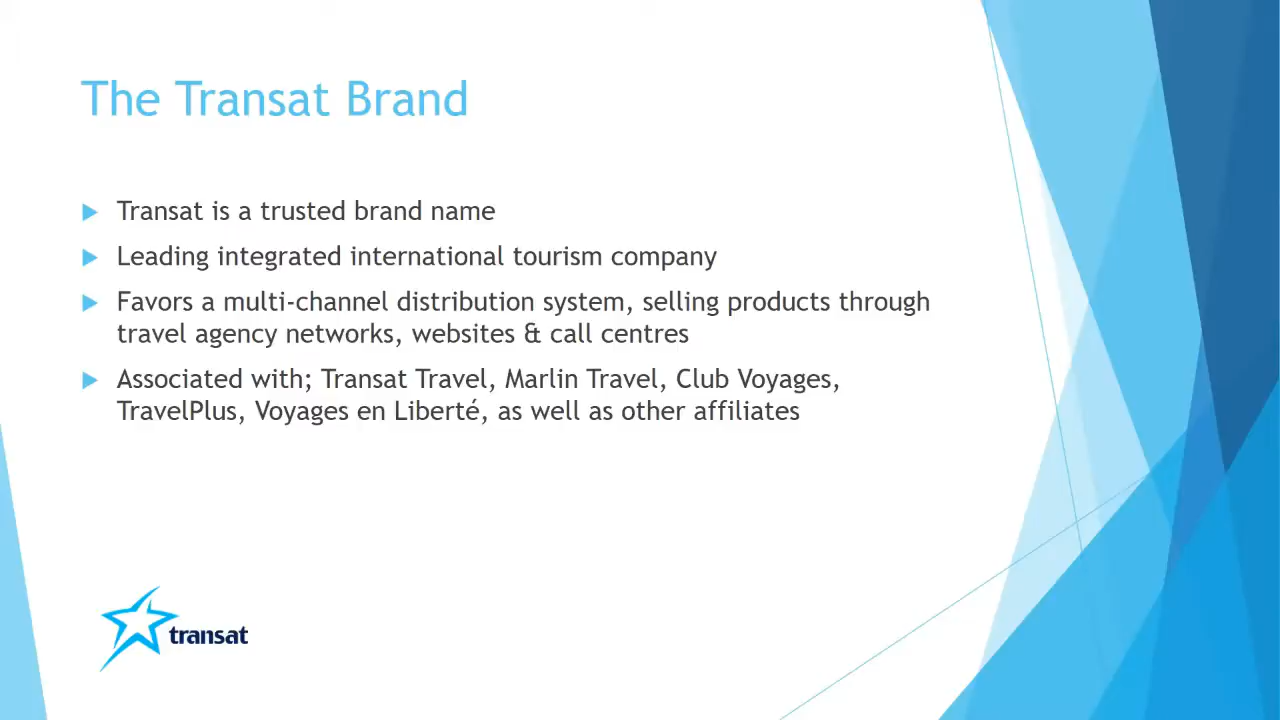 The Transat Brand
Transat is a trusted brand name
Leading integrated international tourism company
Favors a multi-channel distribution system, selling products through
travel agency networks, websites & call centres
Associated with; Transat Travel, Marlin Travel, Club Voyages,
TravelPlus, Voyages en Liberté, as well as other affiliates
transat